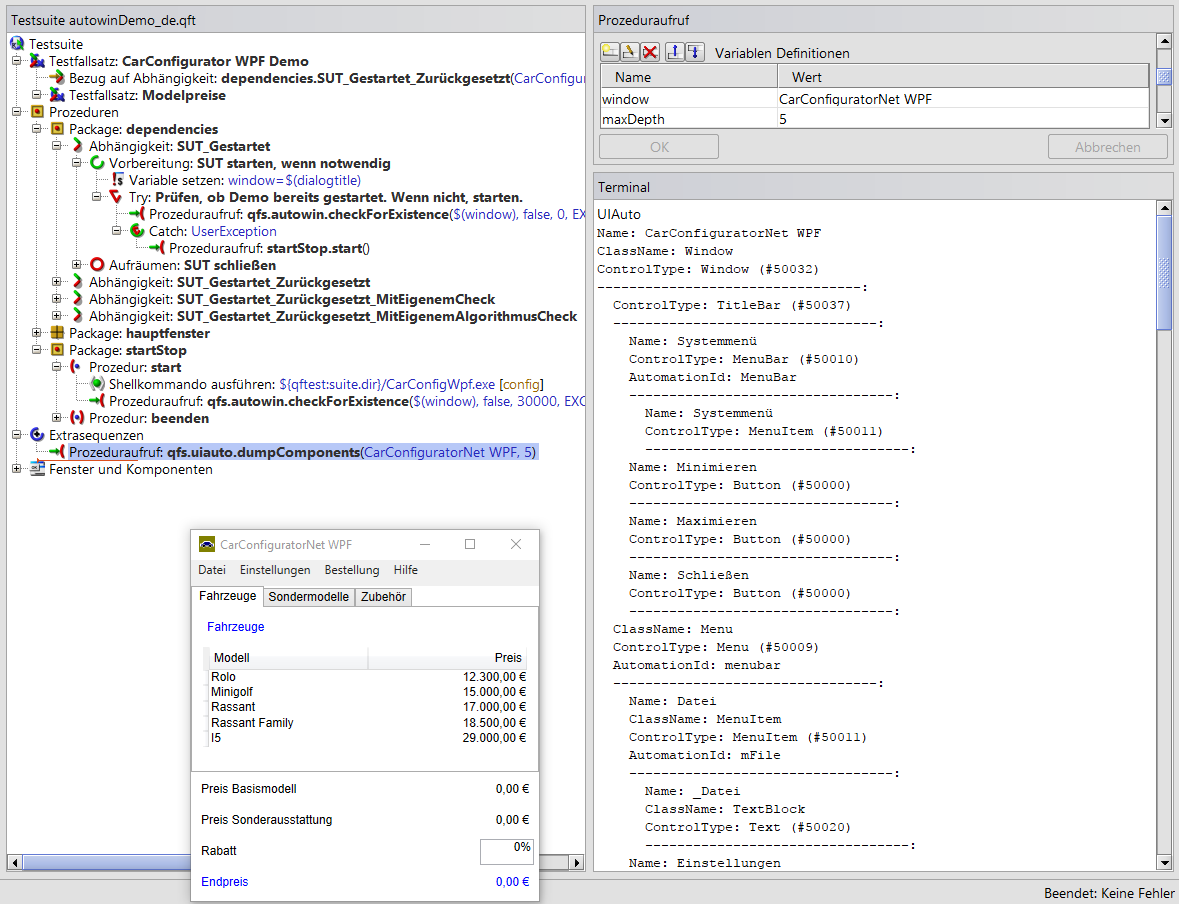 Testsuite autowinDemo_de.qft
Testsuite
Testfallsatz: CarConfigurator WPF Demo
Bezug auf Abhängigkeit: dependencies.SUT_Gestartet_Zurückgesetzt(CarConfigu
Testfallsatz: Modelpreise
Prozeduren
Package: dependencies
Abhängigkeit: SUT_Gestartet
Vorbereitung: SUT starten, wenn notwendig
Variable setzen: window=$(dialogtitle)
Try: Prüfen, ob Demo bereits gestartet. Wenn nicht, starten.
Prozeduraufruf: qfs.autowin.checkForExistence($(window), false, 0, EX
Catch: UserException
Prozeduraufruf: startStop.start()
Aufräumen: SUT schließen
Abhängigkeit: SUT_Gestartet_Zurückgesetzt
Abhängigkeit: SUT_Gestartet_Zurückgesetzt_MitEigenemCheck
Abhängigkeit: SUT_Gestartet_Zurückgesetzt_MitEigenemAlgorithmusCheck
Package: hauptfenster
Package: startStop
Prozedur: start
Shellkommando ausführen: ${qftest:suite.dir}/CarConfigWpf.exe [config]
Prozeduraufruf: qfs.autowin.checkForExistence($(window), false, 30000, EXC
Prozedur: beenden
Extrasequenzen
Prozeduraufruf: qfs.uiauto.dumpComponents(CarConfiguratorNet WPF, 5)
Fenster und Komponenten
CarConfiguratorNet WPF
Datei Einstellungen Bestellung Hilfe
Fahrzeuge Sondermodelle Zubehör
Fahrzeuge
Modell Preis
Rolo 12.300,00 €
Minigolf 15.000,00 €
Rassant 17.000,00 €
Rassant Family 18.500,00 €
I5 29.000,00 €
Preis Basismodell 0,00 €
Preis Sonderausstattung 0,00 €
Rabatt 0%
Endpreis 0,00 €
Prozeduraufruf
Variablen Definitionen
Name Wert
window CarConfiguratorNet WPF
maxDepth 5
OK Abbrechen
Terminal
UIAuto
Name: CarConfiguratorNet WPF
ClassName: Window
ControlType: Window (#50032)
---------------------------------:
ControlType: TitleBar (#50037)
---------------------------------:
Name: Systemmenü
ControlType: MenuBar (#50010)
AutomationId: MenuBar
---------------------------------:
Name: Systemmenü
ControlType: MenuItem (#50011)
---------------------------------:
Name: Minimieren
ControlType: Button (#50000)
---------------------------------:
Name: Maximieren
ControlType: Button (#50000)
---------------------------------:
Name: Schließen
ControlType: Button (#50000)
---------------------------------:
ClassName: Menu
ControlType: Menu (#50009)
AutomationId: menubar
---------------------------------:
Name: Datei
ClassName: MenuItem
ControlType: MenuItem (#50011)
AutomationId: mFile
---------------------------------:
Name: _Datei
ClassName: TextBlock
ControlType: Text (#50020)
---------------------------------:
Name: Einstellungen
Beendet: Keine Fehler